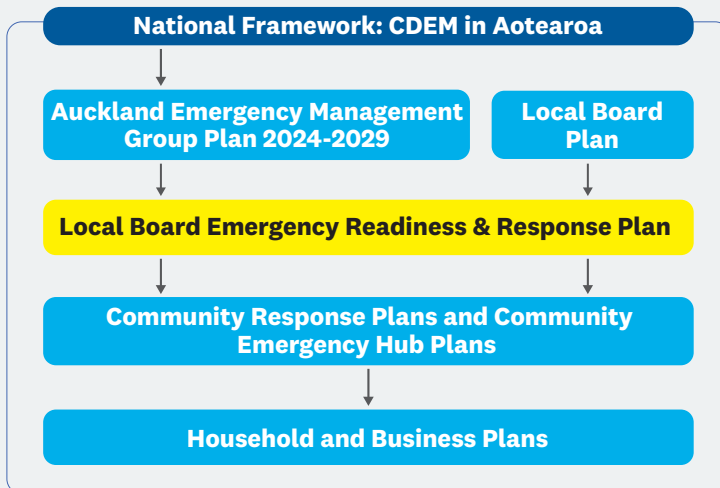 National Framework: CDEM in Aotearoa
Auckland Emergency Management
Group Plan 2024-2029
Local Board
Plan
Local Board Emergency Readiness & Response Plan
Community Response Plans and Community
Emergency Hub Plans
Household and Business Plans